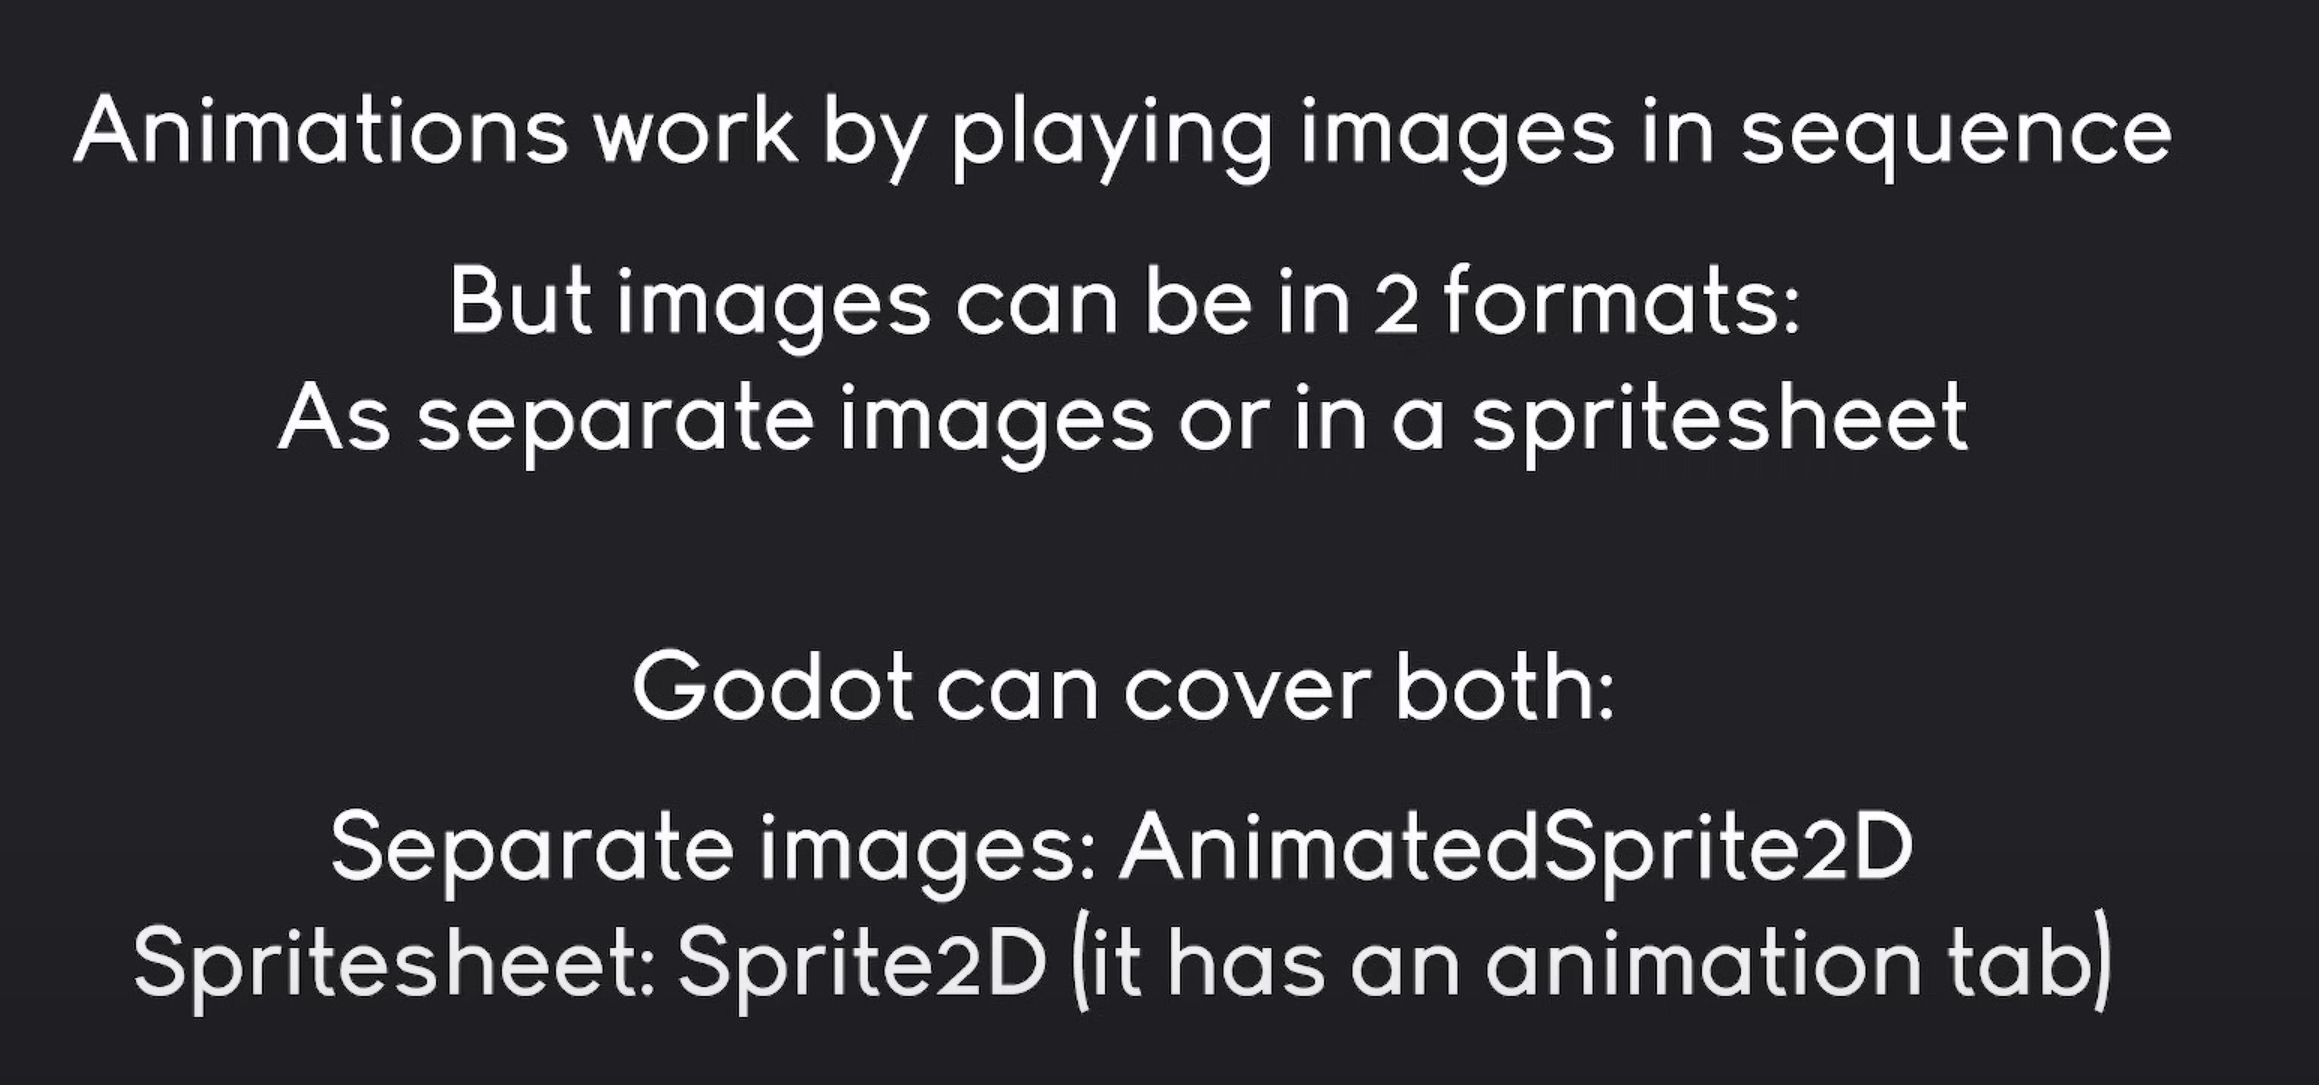 Animations work by playing images in sequence
But images can be in 2 formats:
As separate images or in a spritesheet
Godot can cover both:
Separate images: AnimatedSprite2D
Spritesheet: Sprite2D (it has an animation tab)